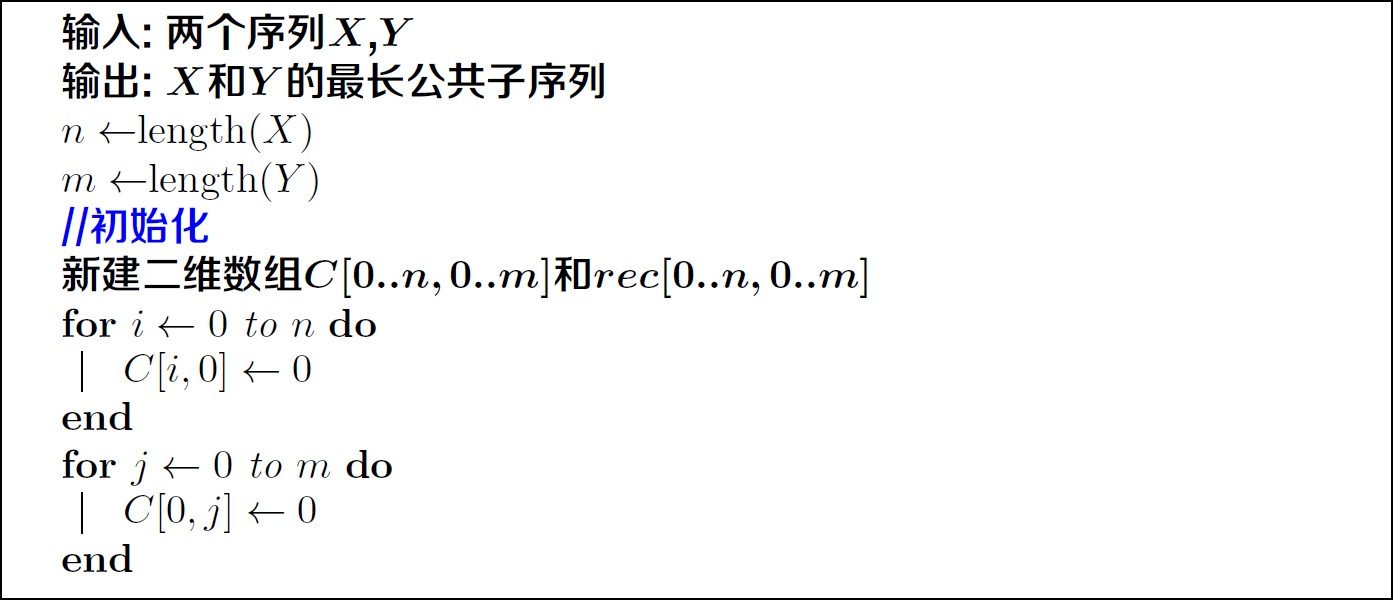 输入: 两个序列X,Y
输出: X和Y的最长公共子序列
n ←length(X)
m ←length(Y)
//初始化
新建二维数组C[0..n, 0..m]和rec[0..n, 0..m]
for i ← 0 to n do
C[i, 0] ← 0
end
for j ← 0 to m do
C[0, j] ← 0
end